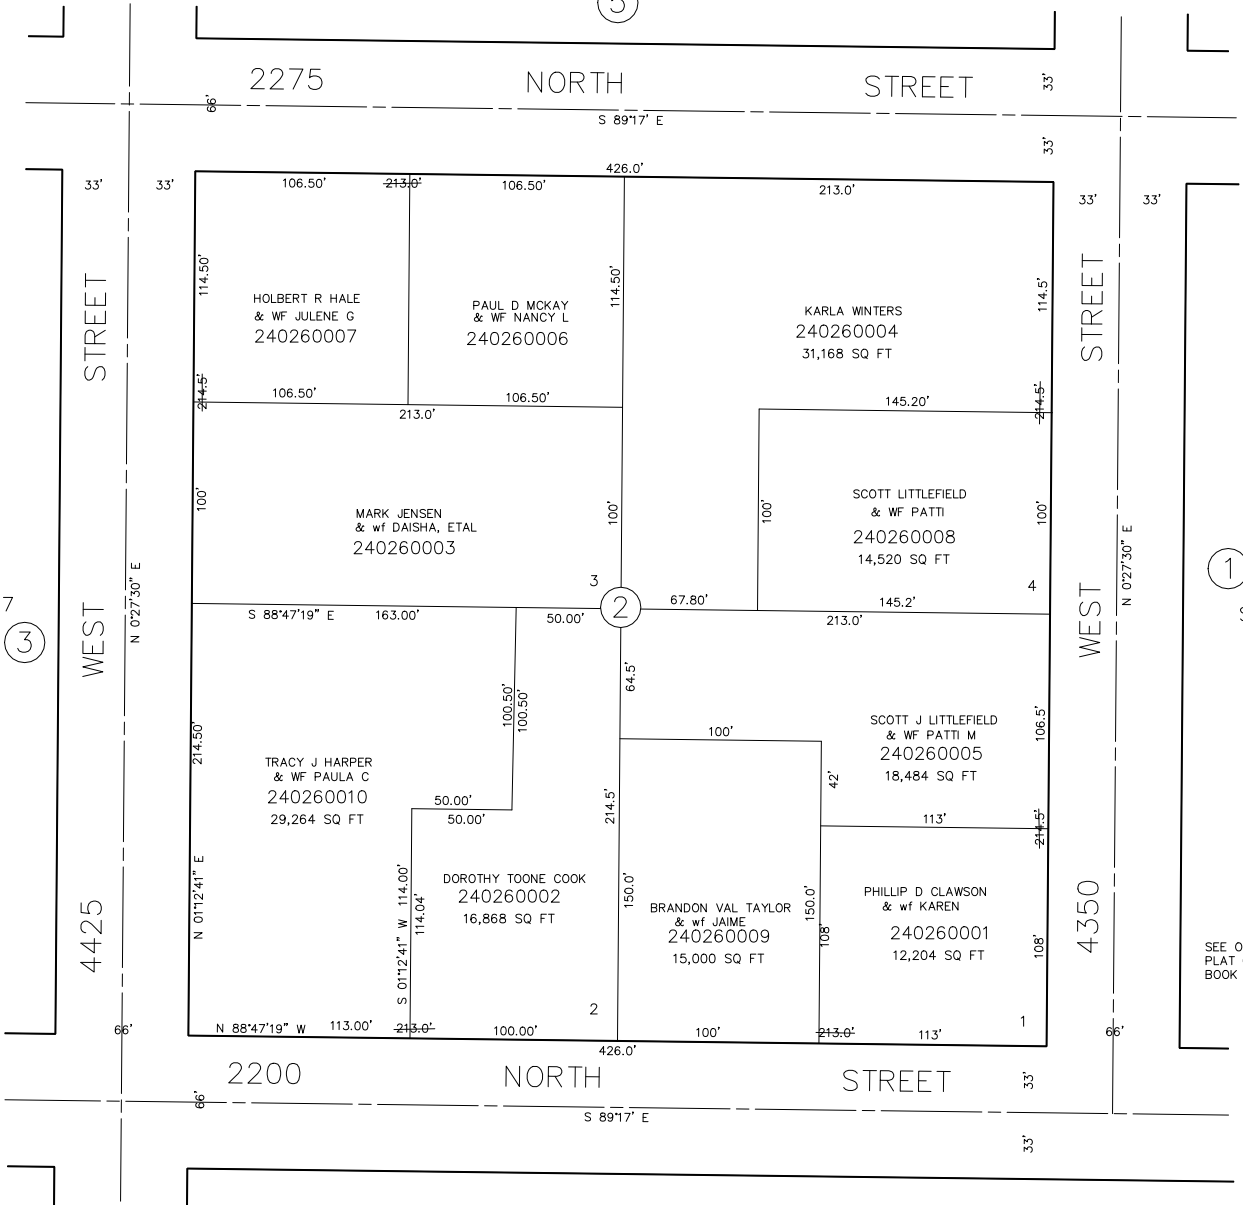 5
2275 NORTH STREET
33'
66'
S 89°17' E
33'
426.0'
33' 33'
106.50' 213.0' 106.50'
213.0'
33' 33'
STREET
114.50'
114.50'
114.5'
STREET
HOLBERT R HALE
& WF JULENE G
240260007
PAUL D MCKAY
& WF NANCY L
240260006
KARLA WINTERS
240260004
31,168 SQ FT
214.5'
106.50'
106.50'
213.0'
145.20'
214.5'
100'
MARK JENSEN
& wf DAISHA, ETAL
240260003
100'
100'
SCOTT LITTLEFIELD
& WF PATTI
240260008
14,520 SQ FT
100'
N 0°27'30" E
N 0°27'30" E
1
3
4
2
7
3
WEST
WEST
S 88°47'19" E 163.00' 50.00'
67.80' 145.2'
213.0'
64.5'
100.50'
100.50'
214.50'
100'
SCOTT J LITTLEFIELD
& WF PATTI M
240260005
18,484 SQ FT
106.5'
42'
TRACY J HARPER
& WF PAULA C
240260010
29,264 SQ FT
50.00'
50.00'
214.5'
113'
214.5'
N 01°12'41" E
S 01°12'41" W 114.00'
114.04'
DOROTHY TOONE COOK
240260002
16,868 SQ FT
150.0'
BRANDON VAL TAYLOR
& wf JAIME
240260009
15,000 SQ FT
150.0'
108'
PHILLIP D CLAWSON
& wf KAREN
240260001
12,204 SQ FT
108'
4425
4350
SEE O
PLAT
BOOK
2
1
66'
N 88°47'19" W 113.00' 213.0' 100.00'
100' 213.0' 113'
66'
426.0'
2200 NORTH STREET
33'
66'
S 89°17' E
33'